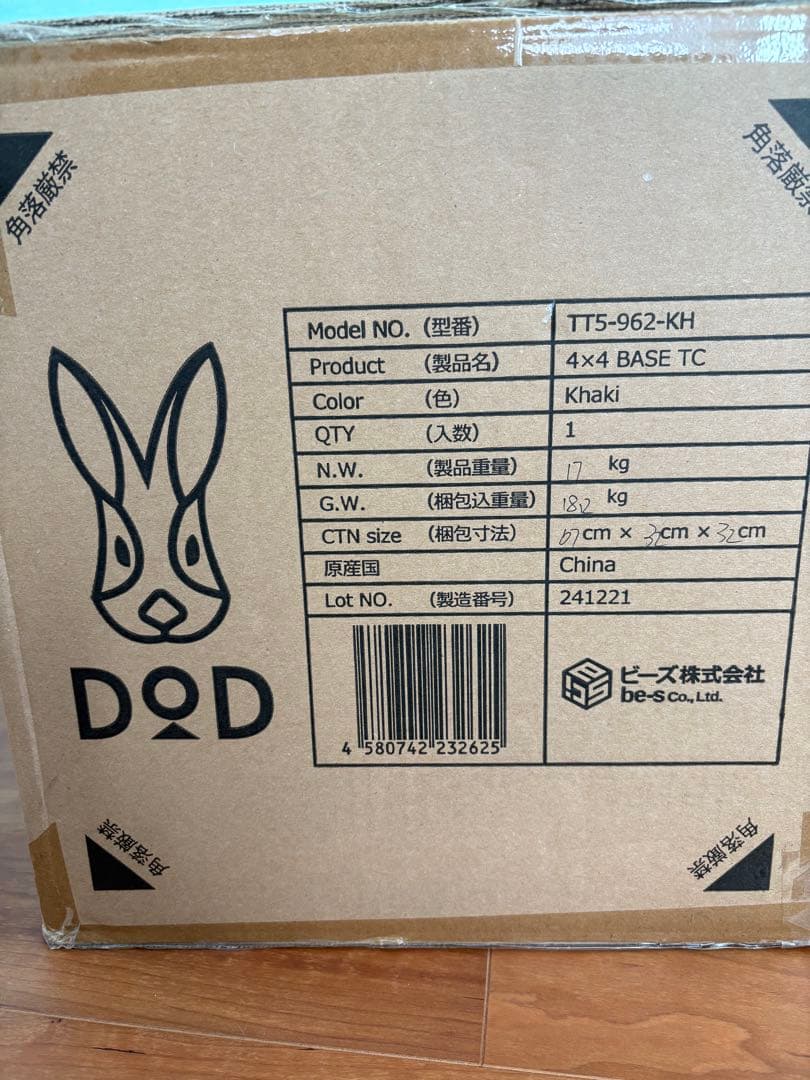 角落厳禁
角落厳禁
Model NO. (型番) TT5-962-KH
Product (製品名) 4×4 BASE TC
Color (色) Khaki
QTY (入数) 1
N.W. (製品重量) 17 kg
G.W. (梱包込重量) kg
CTN size (梱包寸法) 67cm × 32cm × 32cm
原産国 China
Lot NO. (製造番号) 241221
DOD
4 580742 232625
ビーズ株式会社
be-s Co., Ltd.
角落厳禁
角落厳禁